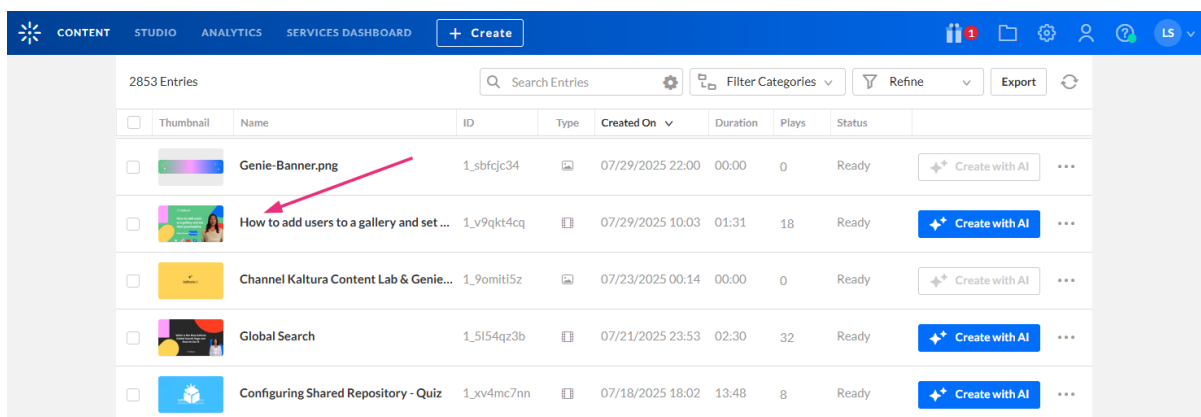 CONTENT STUDIO ANALYTICS SERVICES DASHBOARD + Create 1 LS
2853 Entries Search Entries Filter Categories Refine Export
Thumbnail Name ID Type Created On Duration Plays Status
Genie-Banner.png 1_sbfcjc34 07/29/2025 22:00 00:00 0 Ready Create with AI
How to add users to a gallery and set ... 1_v9qkt4cq 07/29/2025 10:03 01:31 18 Ready Create with AI
Channel Kaltura Content Lab & Genie... 1_9omiti5z 07/23/2025 00:14 00:00 0 Ready Create with AI
Global Search 1_5l54qz3b 07/21/2025 23:53 02:30 32 Ready Create with AI
Configuring Shared Repository - Quiz 1_xv4mc7nn 07/18/2025 18:02 13:48 8 Ready Create with AI